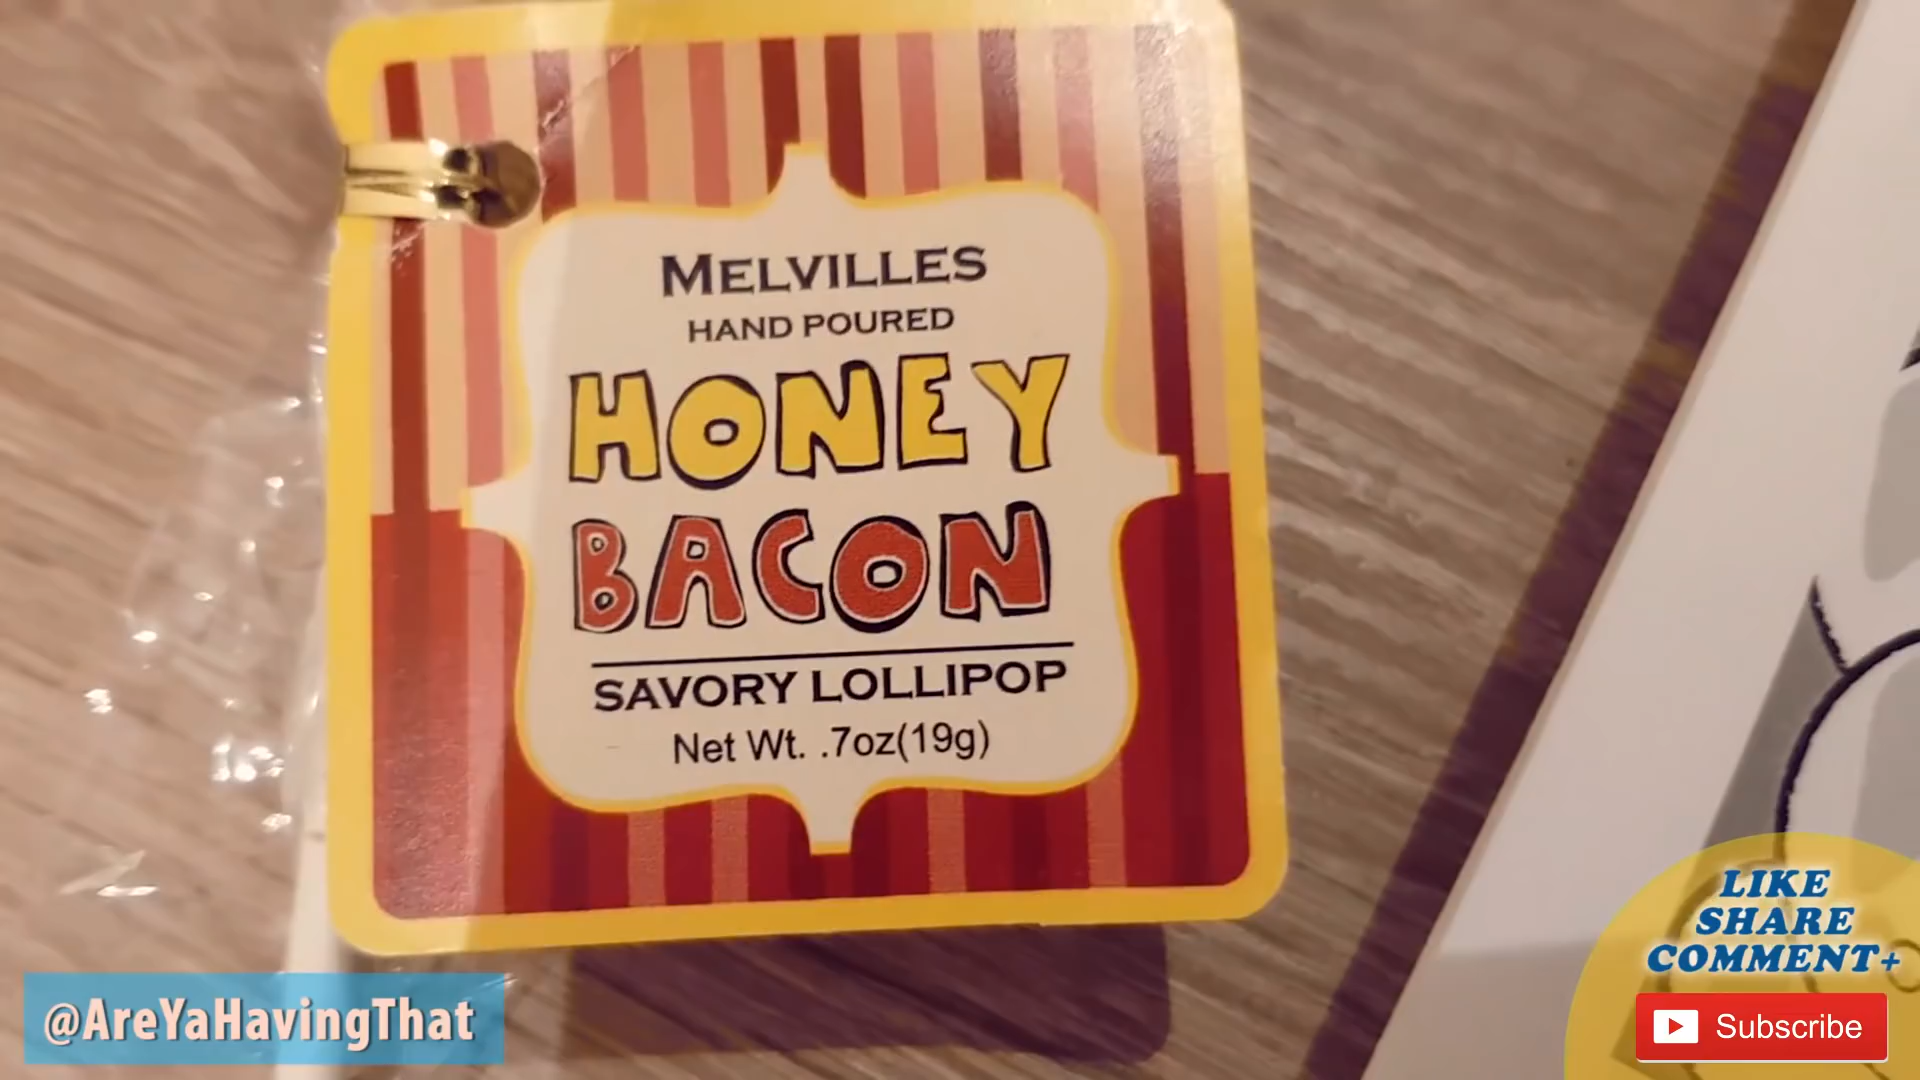 MELVILLES
HAND POURED
HONEY
BACON
SAVORY LOLLIPOP
Net Wt. .7oz(19g)
LIKE
SHARE
COMMENT+
@AreYaHavingThat
Subscribe